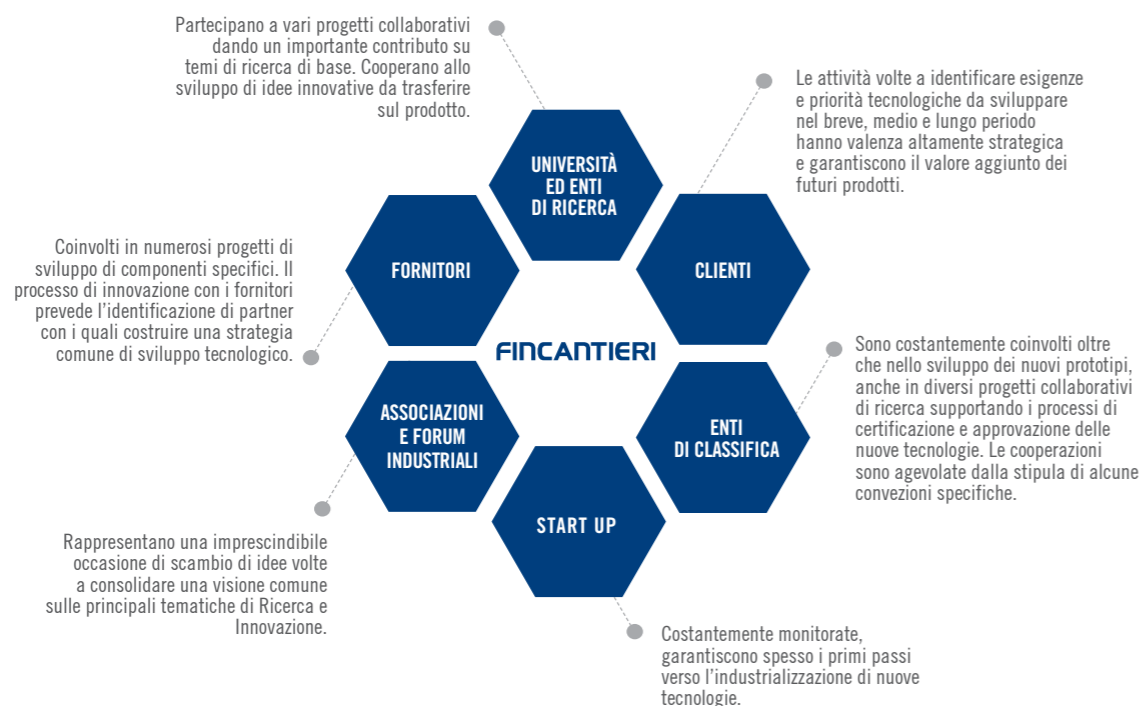 Partecipano a vari progetti collaborativi
dando un importante contributo su
temi di ricerca di base. Cooperano allo
sviluppo di idee innovative da trasferire
sul prodotto.
Le attività volte a identificare esigenze
e priorità tecnologiche da sviluppare
nel breve, medio e lungo periodo
hanno valenza altamente strategica
e garantiscono il valore aggiunto dei
futuri prodotti.
UNIVERSITÀ
ED ENTI
DI RICERCA
Coinvolti in numerosi progetti di
sviluppo di componenti specifici. Il
processo di innovazione con i fornitori
prevede l’identificazione di partner
con i quali costruire una strategia
comune di sviluppo tecnologico.
FORNITORI
CLIENTI
FINCANTIERI
Sono costantemente coinvolti oltre
che nello sviluppo dei nuovi prototipi,
anche in diversi progetti collaborativi
di ricerca supportando i processi di
certificazione e approvazione delle
nuove tecnologie. Le cooperazioni
sono agevolate dalla stipula di alcune
convezioni specifiche.
ASSOCIAZIONI
E FORUM
INDUSTRIALI
ENTI
DI CLASSIFICA
START UP
Rappresentano una imprescindibile
occasione di scambio di idee volte
a consolidare una visione comune
sulle principali tematiche di Ricerca e
Innovazione.
Costantemente monitorate,
garantiscono spesso i primi passi
verso l’industrializzazione di nuove
tecnologie.